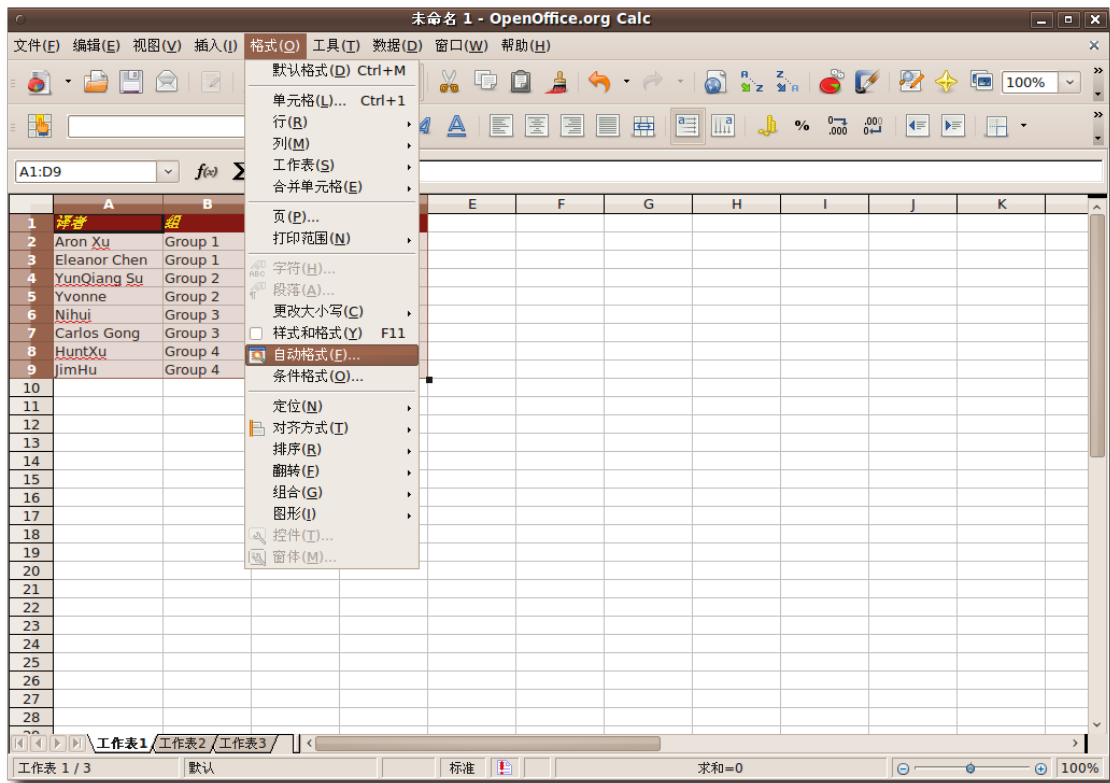 未命名 1 - OpenOffice.org Calc
文件(F) 编辑(E) 视图(V) 插入(I) 格式(O) 工具(T) 数据(D) 窗口(W) 帮助(H)
默认格式(D) Ctrl+M
100%
单元格(L)... Ctrl+1
行(R)
列(M)
工作表(S)
合并单元格(E)
页(P)...
打印范围(N)
字符(H)...
段落(A)...
更改大小写(C)
样式和格式(Y) F11
自动格式(F)...
条件格式(O)...
定位(N)
对齐方式(T)
排序(R)
翻转(F)
组合(G)
图形(I)
控件(T)...
窗体(M)...
A1:D9 f(x) Σ
A B E F G H I J K
1 译者 组
2 Aron Xu Group 1
3 Eleanor Chen Group 1
4 YunQiang Su Group 2
5 Yvonne Group 2
6 Nihui Group 3
7 Carlos Gong Group 3
8 HuntXu Group 4
9 JimHu Group 4
10
11
12
13
14
15
16
17
18
19
20
21
22
23
24
25
26
27
28
工作表1 工作表2 工作表3
工作表 1 / 3 默认 标准 求和=0 100%